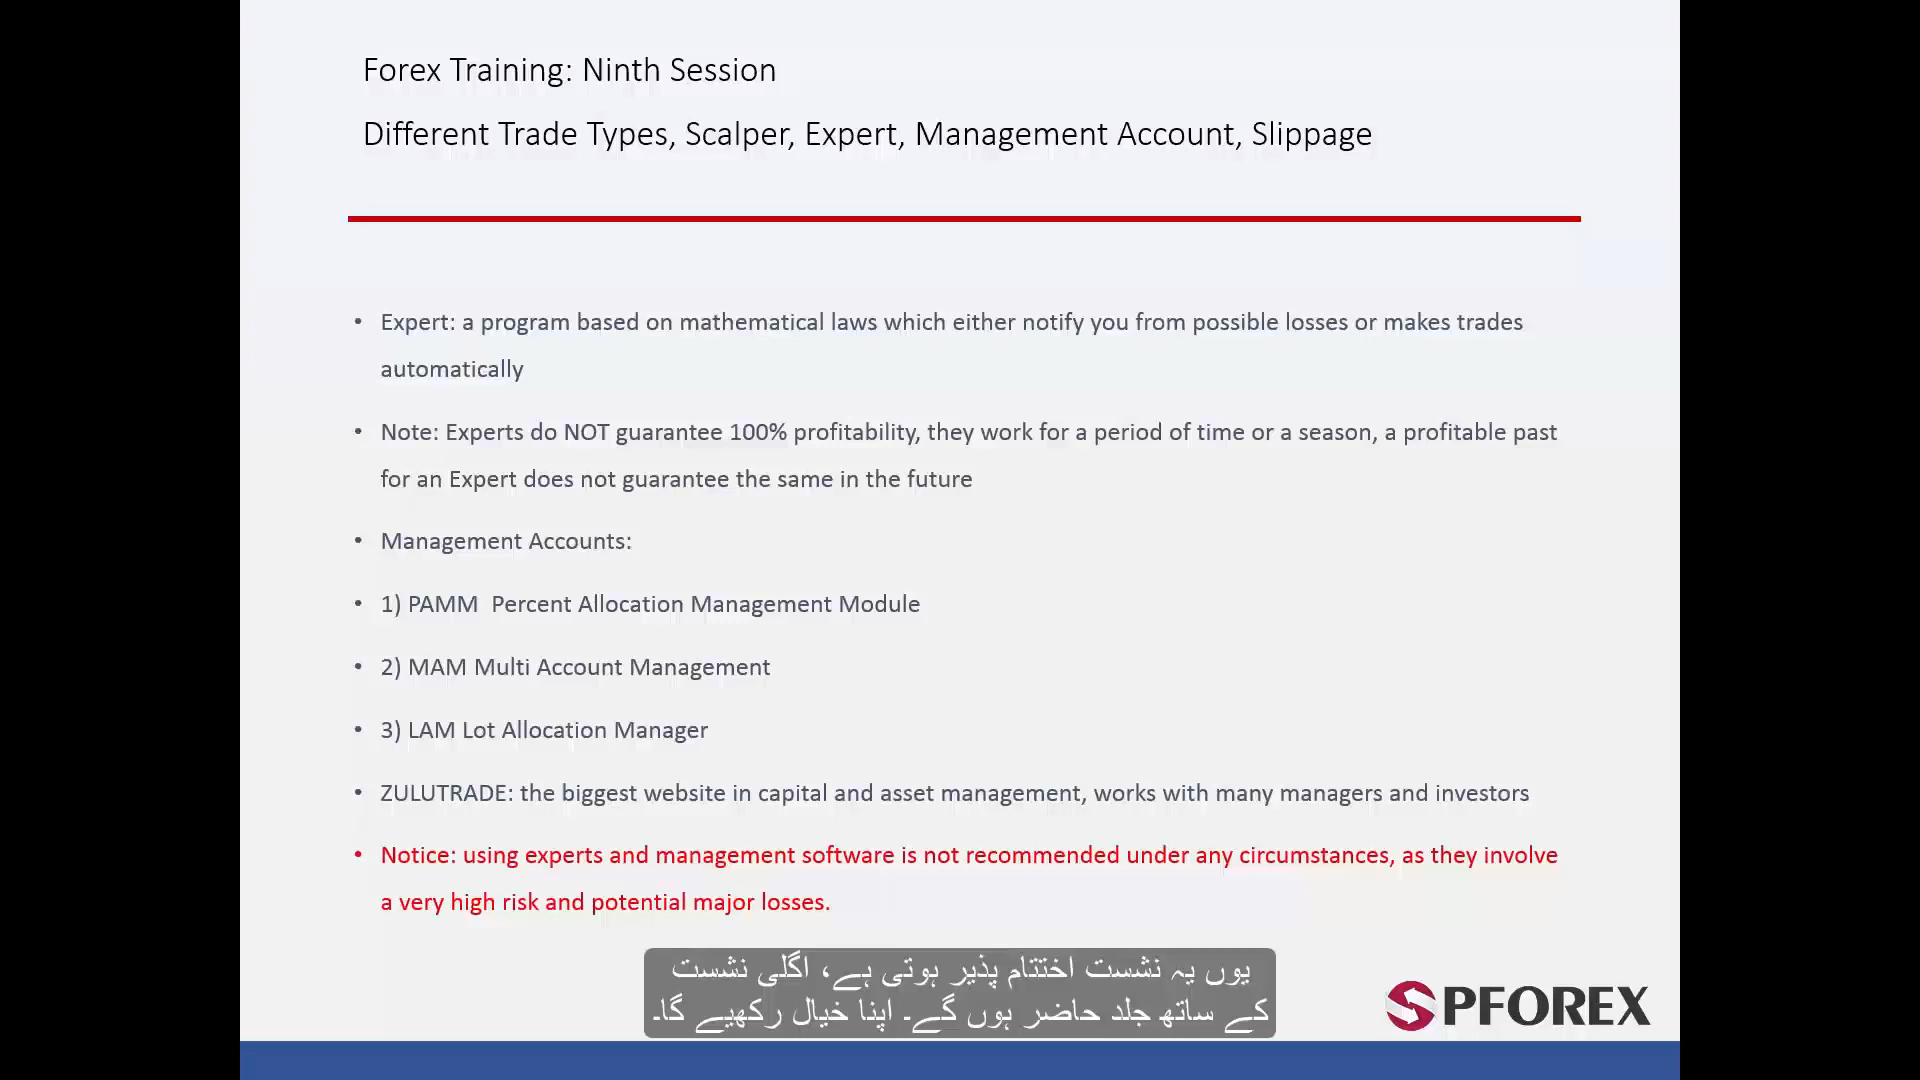 Forex Training: Ninth Session
Different Trade Types, Scalper, Expert, Management Account, Slippage
• Expert: a program based on mathematical laws which either notify you from possible losses or makes trades
automatically
• Note: Experts do NOT guarantee 100% profitability, they work for a period of time or a season, a profitable past
for an Expert does not guarantee the same in the future
• Management Accounts:
• 1) PAMM  Percent Allocation Management Module
• 2) MAM Multi Account Management
• 3) LAM Lot Allocation Manager
• ZULUTRADE: the biggest website in capital and asset management, works with many managers and investors
• Notice: using experts and management software is not recommended under any circumstances, as they involve
a very high risk and potential major losses.
یوں یہ نشست اختتام پذیر ہوتی ہے، اگلی نشست
کے ساتھ جلد حاضر ہوں گے۔ اپنا خیال رکھیے گا۔
SPFOREX